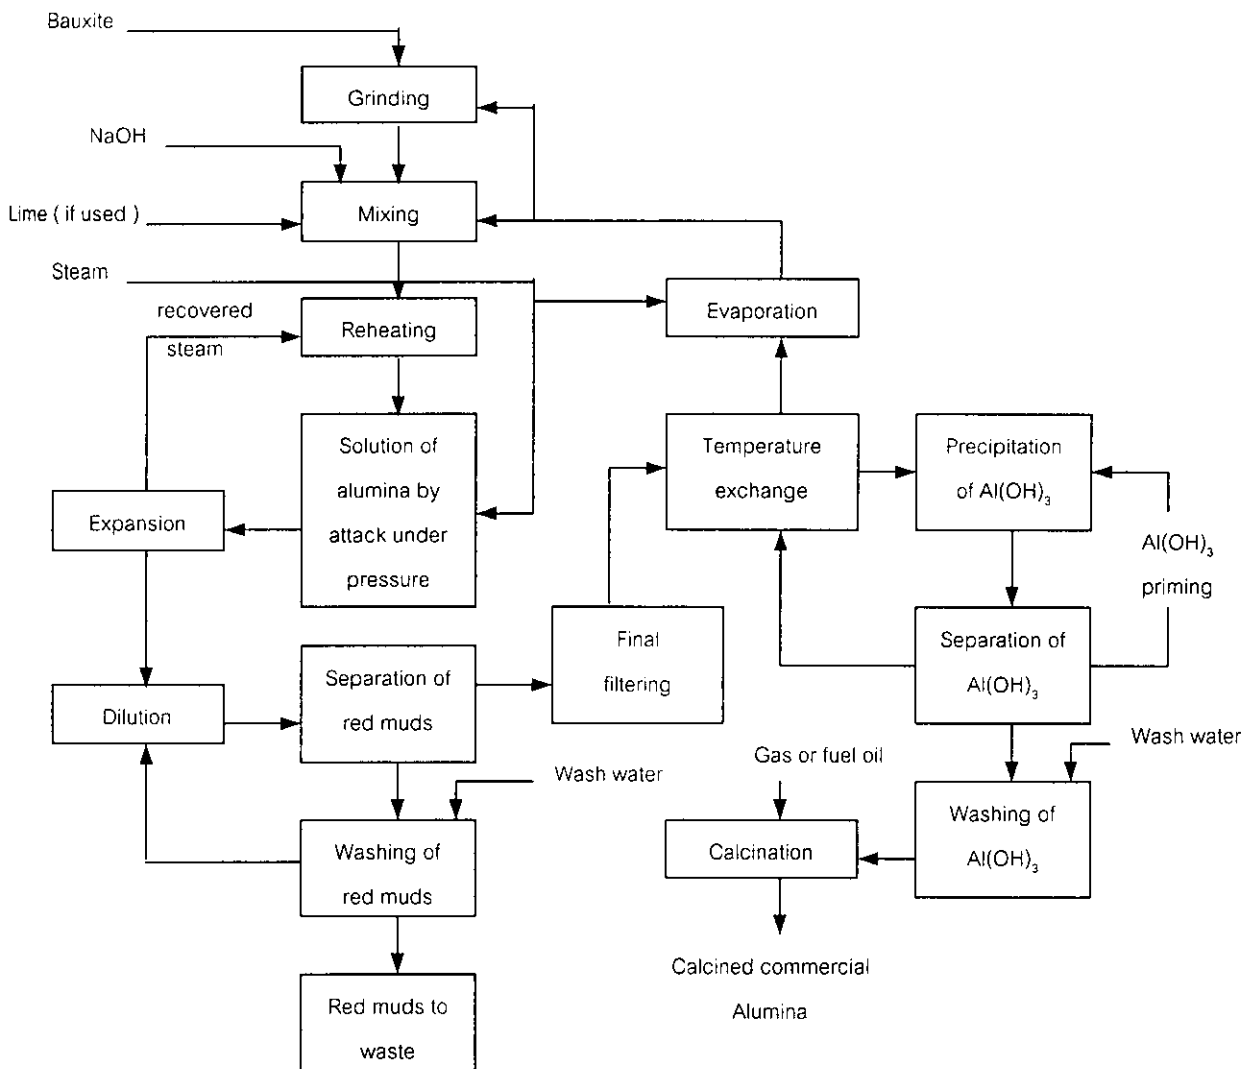 Bauxite
Grinding
NaOH
Lime ( if used )
Mixing
Steam
recovered
steam
Reheating
Evaporation
Solution of
alumina by
attack under
pressure
Expansion
Temperature
exchange
Precipitation
of Al(OH)₃
Al(OH)₃
priming
Final
filtering
Separation of
Al(OH)₃
Separation of
red muds
Dilution
Wash water
Gas or fuel oil
Wash water
Washing of
red muds
Calcination
Washing of
Al(OH)₃
Calcined commercial
Alumina
Red muds to
waste